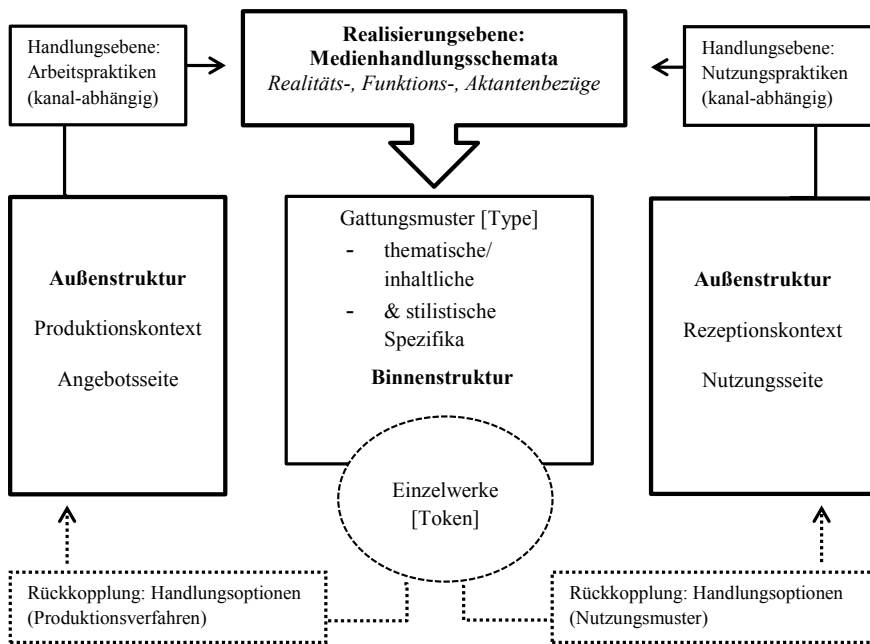 Handlungsebene:
Arbeitspraktiken
(kanal-abhängig)
Realisierungsebene:
Medienhandlungsschemata
Realitäts-, Funktions-, Aktantenbezüge
Handlungsebene:
Nutzungspraktiken
(kanal-abhängig)
Außenstruktur
Produktionskontext
Angebotsseite
Gattungsmuster [Type]
- thematische/
inhaltliche
- & stilistische
Spezifika
Binnenstruktur
Außenstruktur
Rezeptionskontext
Nutzungsseite
Einzelwerke
[Token]
Rückkopplung: Handlungsoptionen
(Produktionsverfahren)
Rückkopplung: Handlungsoptionen
(Nutzungsmuster)